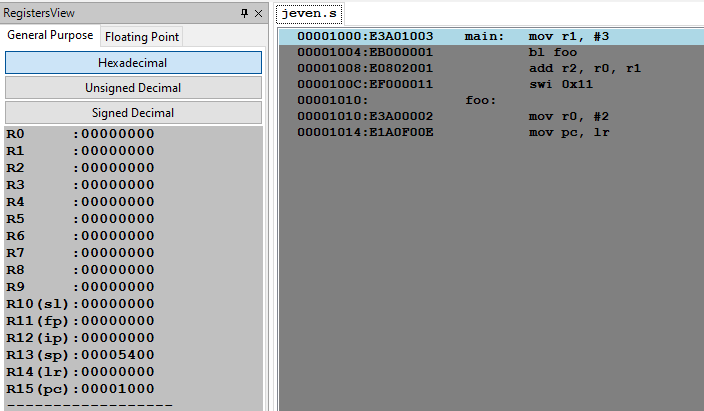 RegistersView
General Purpose Floating Point
Hexadecimal
Unsigned Decimal
Signed Decimal
R0 :00000000
R1 :00000000
R2 :00000000
R3 :00000000
R4 :00000000
R5 :00000000
R6 :00000000
R7 :00000000
R8 :00000000
R9 :00000000
R10(sl):00000000
R11(fp):00000000
R12(ip):00000000
R13(sp):00005400
R14(lr):00000000
R15(pc):00001000
------------------
jeven.s
00001000:E3A01003 main: mov r1, #3
00001004:EB000001 bl foo
00001008:E0802001 add r2, r0, r1
0000100C:EF000011 swi 0x11
00001010: foo:
00001010:E3A00002 mov r0, #2
00001014:E1A0F00E mov pc, lr